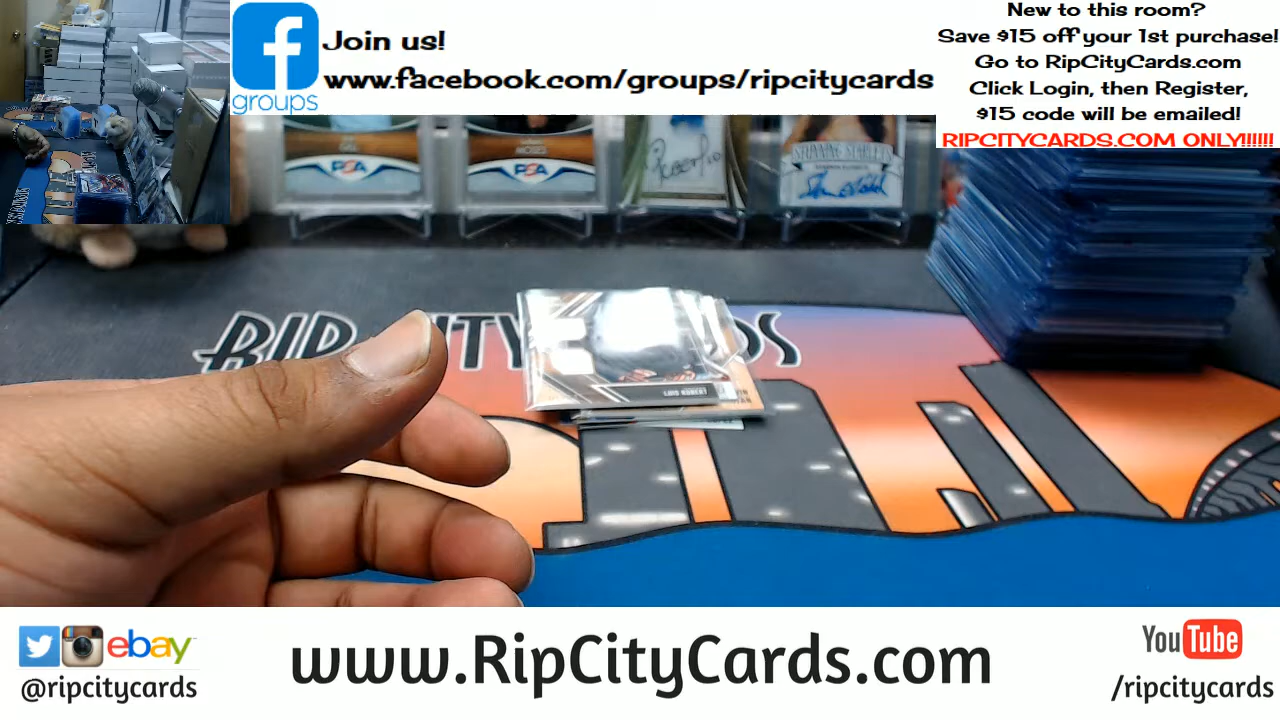 Join us!
www.facebook.com/groups/ripcitycards
groups
New to this room?
Save $15 off your 1st purchase!
Go to RipCityCards.com
Click Login, then Register,
$15 code will be emailed!
RIPCITYCARDS.COM ONLY!!!!!!
PSA
PSA
LUIS ROBERT
ebay
@ripcitycards
www.RipCityCards.com
YouTube
/ripcitycards